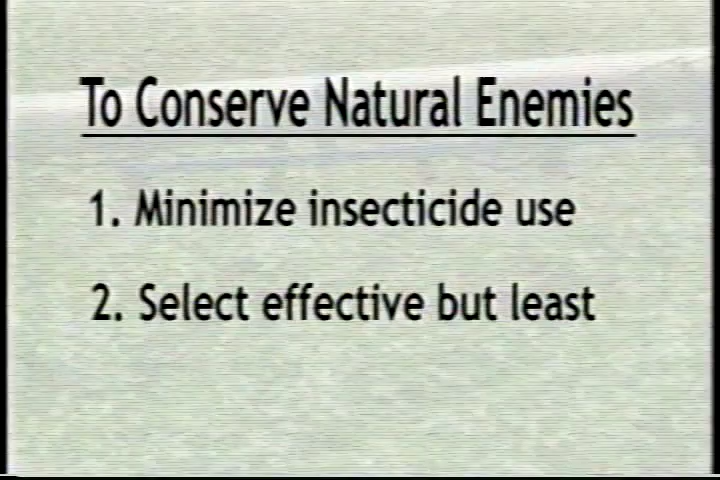 To Conserve Natural Enemies
1. Minimize insecticide use
2. Select effective but least